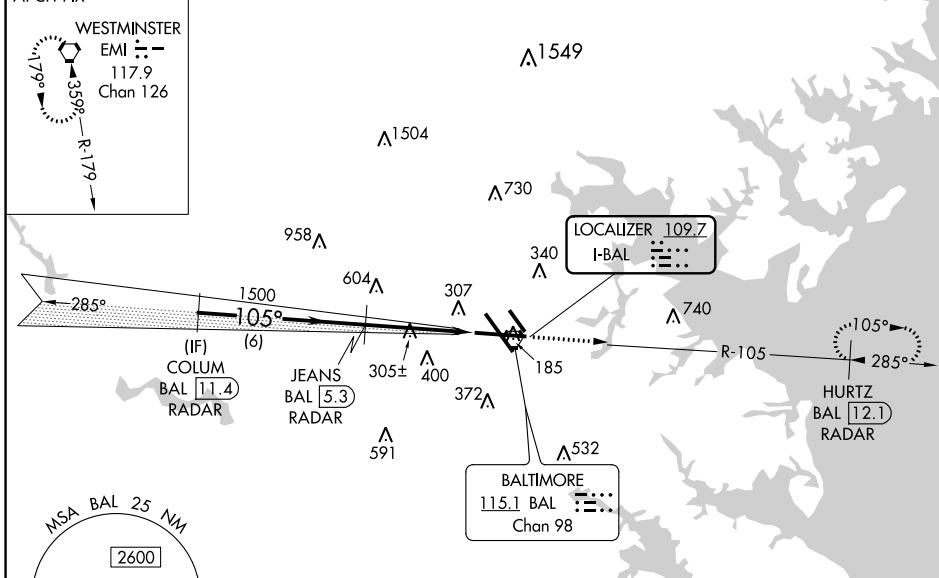 WESTMINSTER
EMI
117.9
Chan 126
179°
359°
R-179
1549
1504
730
958
LOCALIZER 109.7
I-BAL
340
604
307
740
1500
285°
105°
(6)
(IF)
COLUM
BAL 11.4
RADAR
JEANS
BAL 5.3
RADAR
305±
400
372
185
591
532
R-105
105°
285°
HURTZ
BAL 12.1
RADAR
BALTIMORE
115.1 BAL
Chan 98
MSA BAL 25 NM
2600